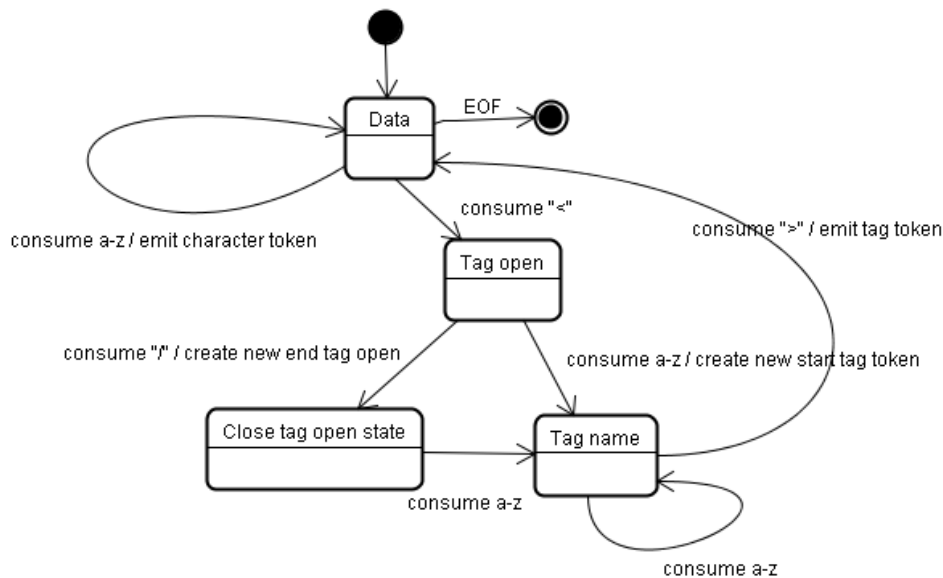 EOF
Data
consume "<"
consume ">" / emit tag token
consume a-z / emit character token
Tag open
consume "/" / create new end tag open
consume a-z / create new start tag token
Close tag open state
Tag name
consume a-z
consume a-z